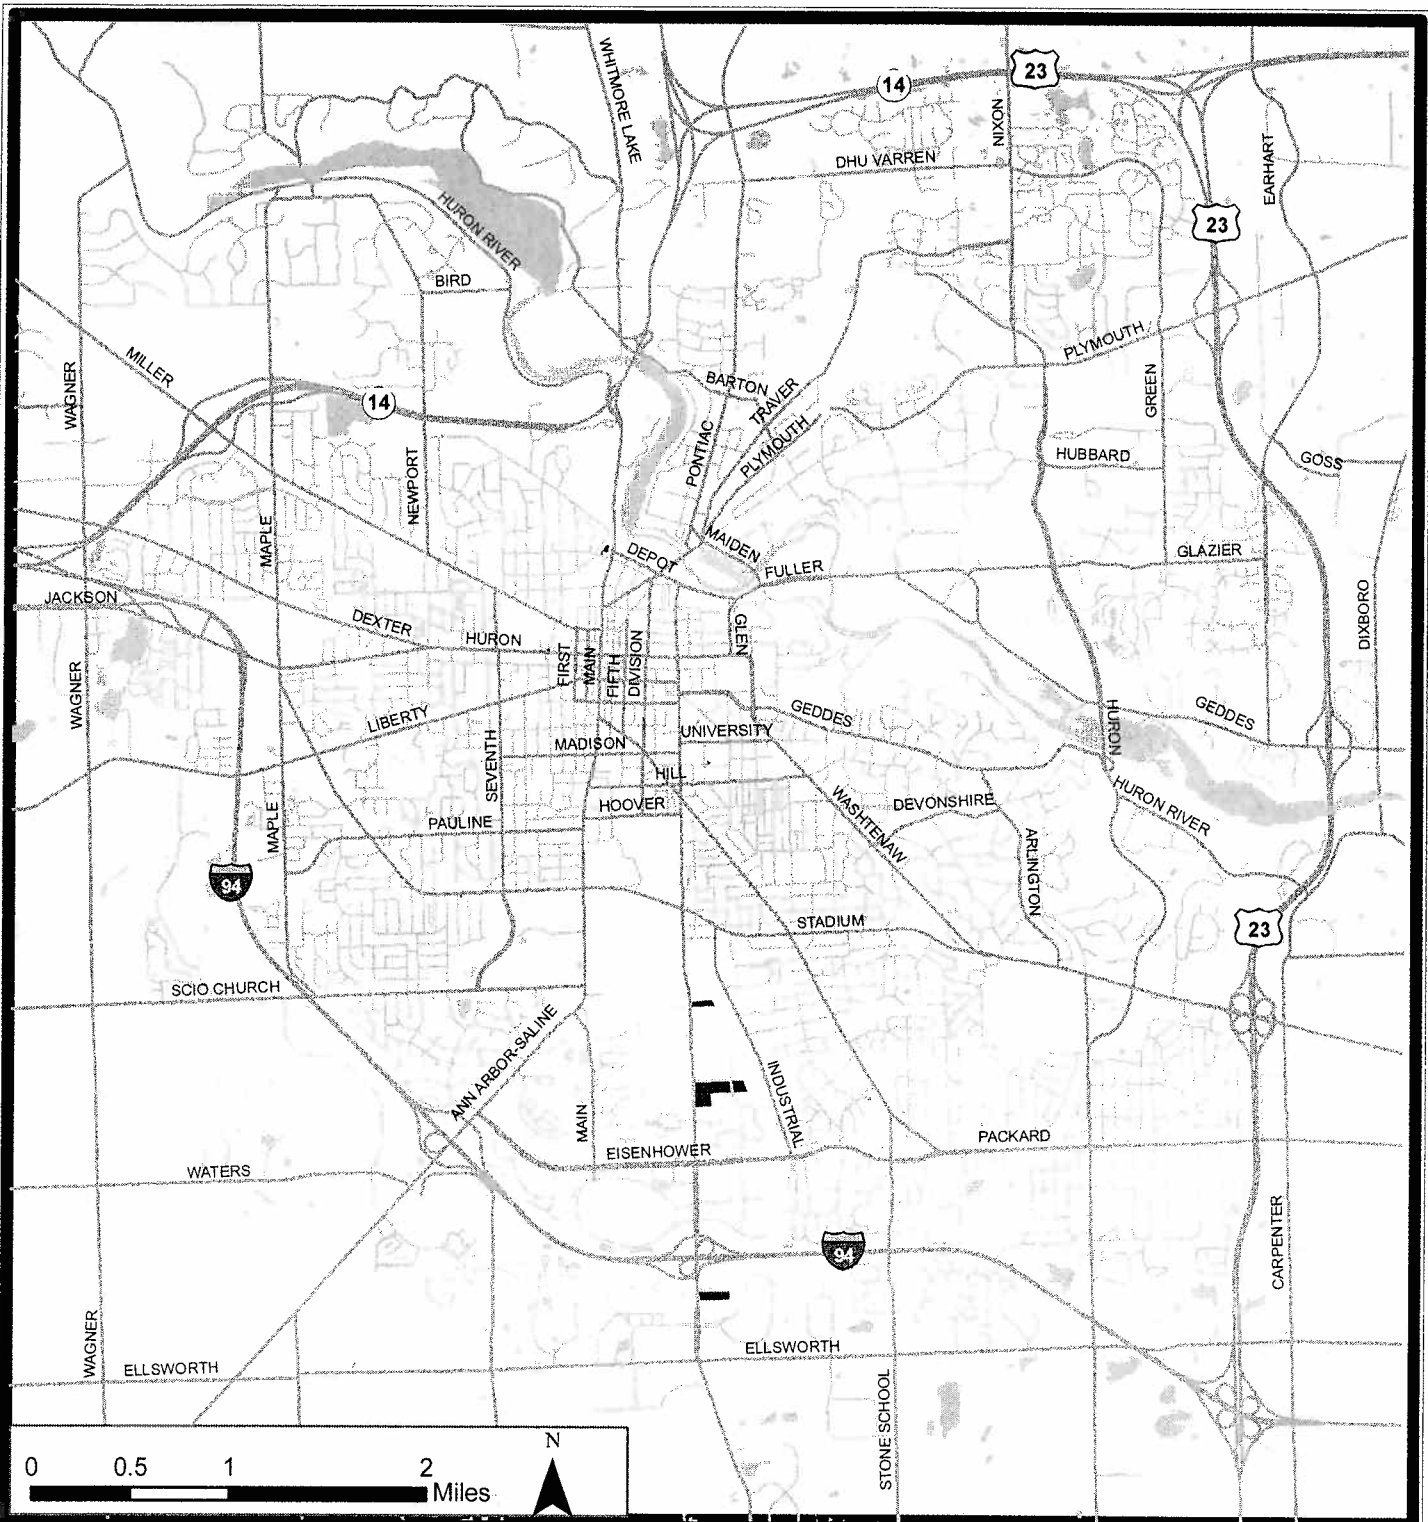 WHITMORE LAKE
14
23
NIXON
EARHART
DHU VARREN
23
HURON RIVER
BIRD
MILLER
WAGNER
14
PLYMOUTH
GREEN
BARTON
TRAVER
PLYMOUTH
PONTIAC
HUBBARD
GOSS
NEWPORT
MAPLE
MAIDEN
DEPOT
FULLER
GLAZIER
DIXBORO
JACKSON
DEXTER
HURON
GLEN
FIRST
MAIN
FIFTH
DIVISION
WAGNER
LIBERTY
GEDDES
GEDDES
UNIVERSITY
HURON
MADISON
SEVENTH
HILL
HOOVER
WASHTENAW
DEVONSHIRE
HURON RIVER
PAULINE
MAPLE
ARLINGTON
94
STADIUM
23
SCIO CHURCH
ANN ARBOR-SALINE
INDUSTRIAL
MAIN
EISENHOWER
PACKARD
WATERS
CARPENTER
94
WAGNER
ELLSWORTH
ELLSWORTH
STONE SCHOOL
N
0 0.5 1 2
Miles